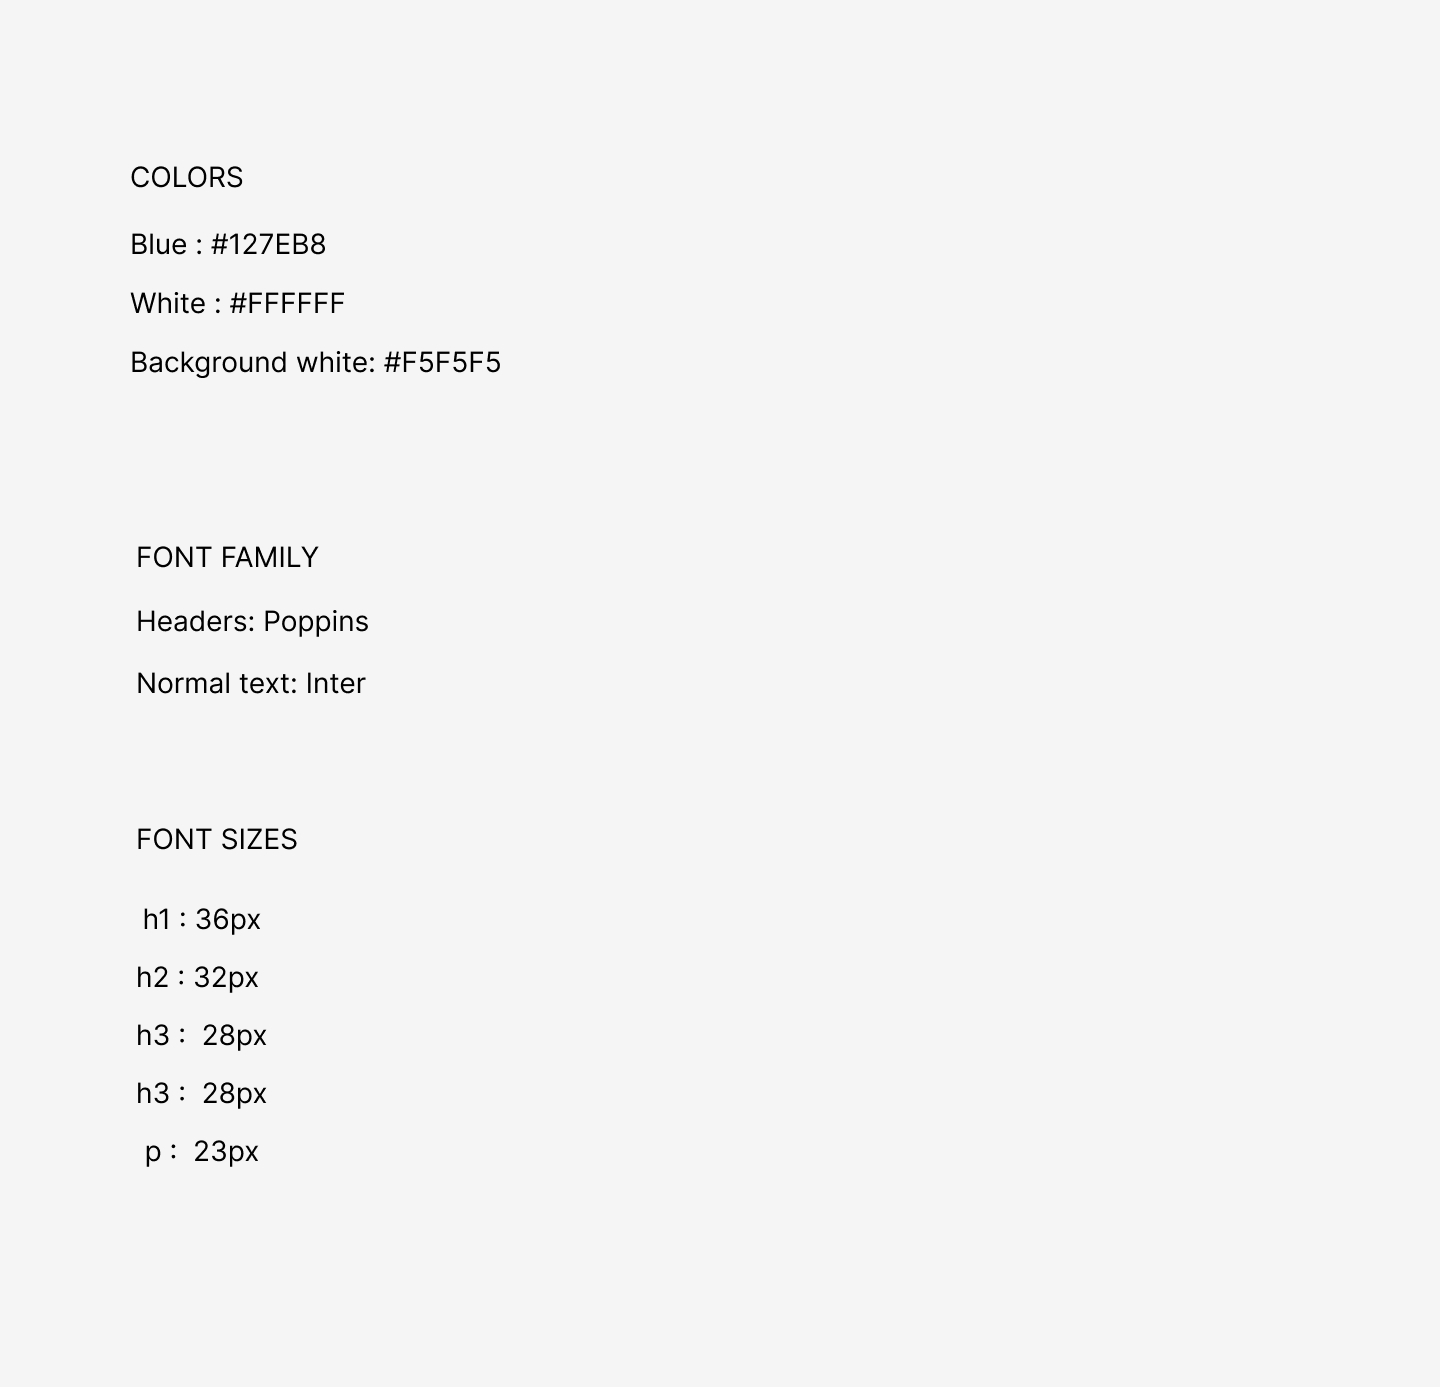 COLORS
Blue : #127EB8
White : #FFFFFF
Background white: #F5F5F5
FONT FAMILY
Headers: Poppins
Normal text: Inter
FONT SIZES
h1 : 36px
h2 : 32px
h3 :  28px
h3 :  28px
p :  23px